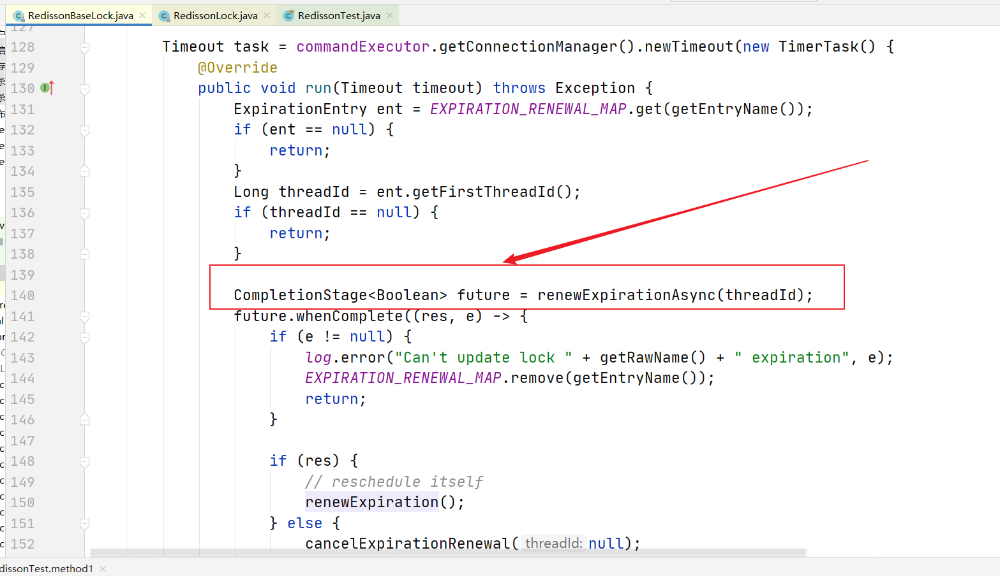 RedissonBaseLock.java RedissonLock.java RedissonTest.java
127
128 Timeout task = commandExecutor.getConnectionManager().newTimeout(new TimerTask() {
129 @Override
130 public void run(Timeout timeout) throws Exception {
131 ExpirationEntry ent = EXPIRATION_RENEWAL_MAP.get(getEntryName());
132 if (ent == null) {
133 return;
134 }
135 Long threadId = ent.getFirstThreadId();
136 if (threadId == null) {
137 return;
138 }
139
140 CompletionStage<Boolean> future = renewExpirationAsync(threadId);
141 future.whenComplete((res, e) -> {
142 if (e != null) {
143 log.error("Can't update lock " + getRawName() + " expiration", e);
144 EXPIRATION_RENEWAL_MAP.remove(getEntryName());
145 return;
146 }
147
148 if (res) {
149 // reschedule itself
150 renewExpiration();
151 } else {
152 cancelExpirationRenewal( threadId: null);
dissonTest.method1